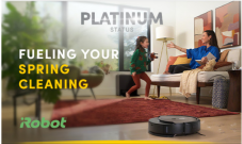 PLATINUM
STATUS
FUELING YOUR
SPRING
CLEANING
iRobot